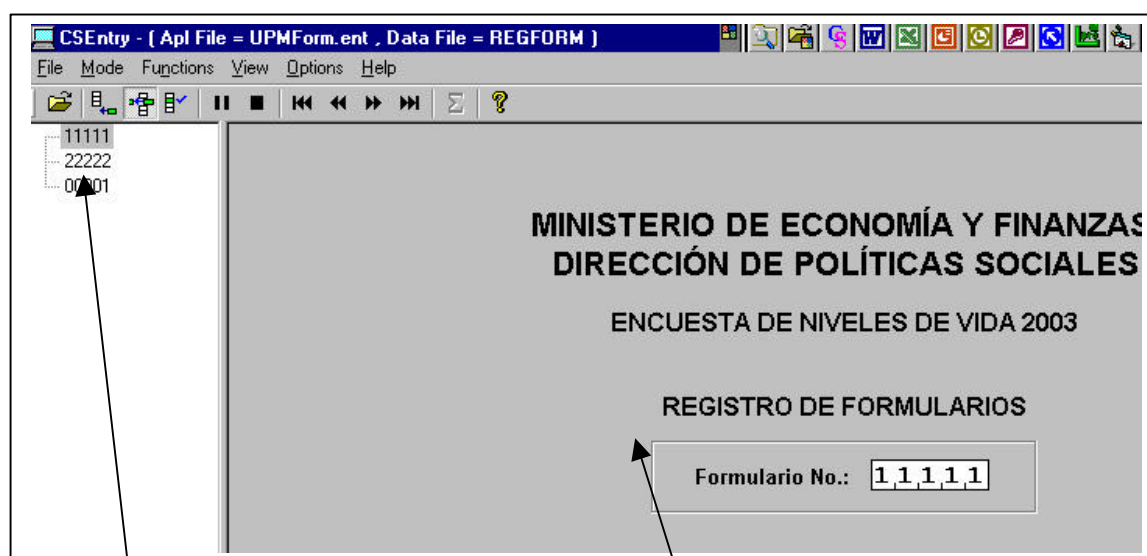 CSEntry - ( Apl File = UPMForm.ent , Data File = REGFORM )
File Mode Functions View Options Help
11111
22222
00001
MINISTERIO DE ECONOMÍA Y FINANZAS
DIRECCIÓN DE POLÍTICAS SOCIALES
ENCUESTA DE NIVELES DE VIDA 2003
REGISTRO DE FORMULARIOS
Formulario No.: 11111